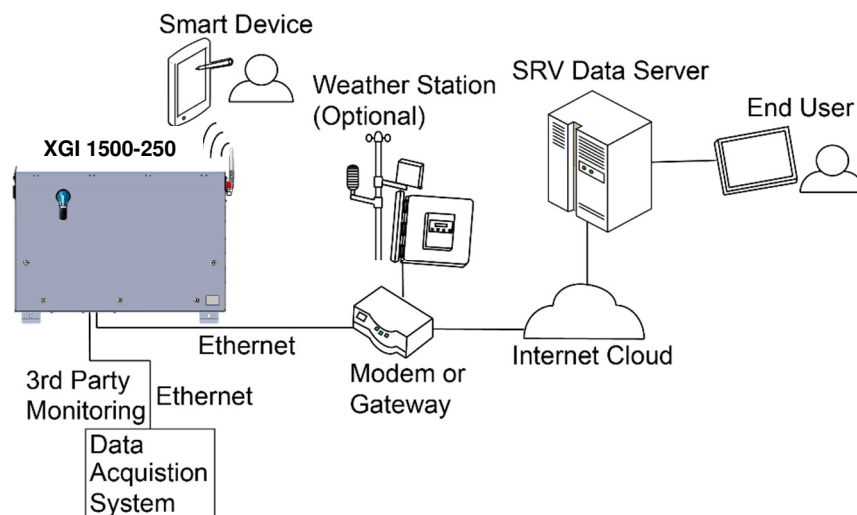 Smart Device
Weather Station
(Optional)
SRV Data Server
End User
XGI 1500-250
Ethernet
Modem or
Gateway
Internet Cloud
3rd Party
Monitoring
Ethernet
Data
Acquistion
System